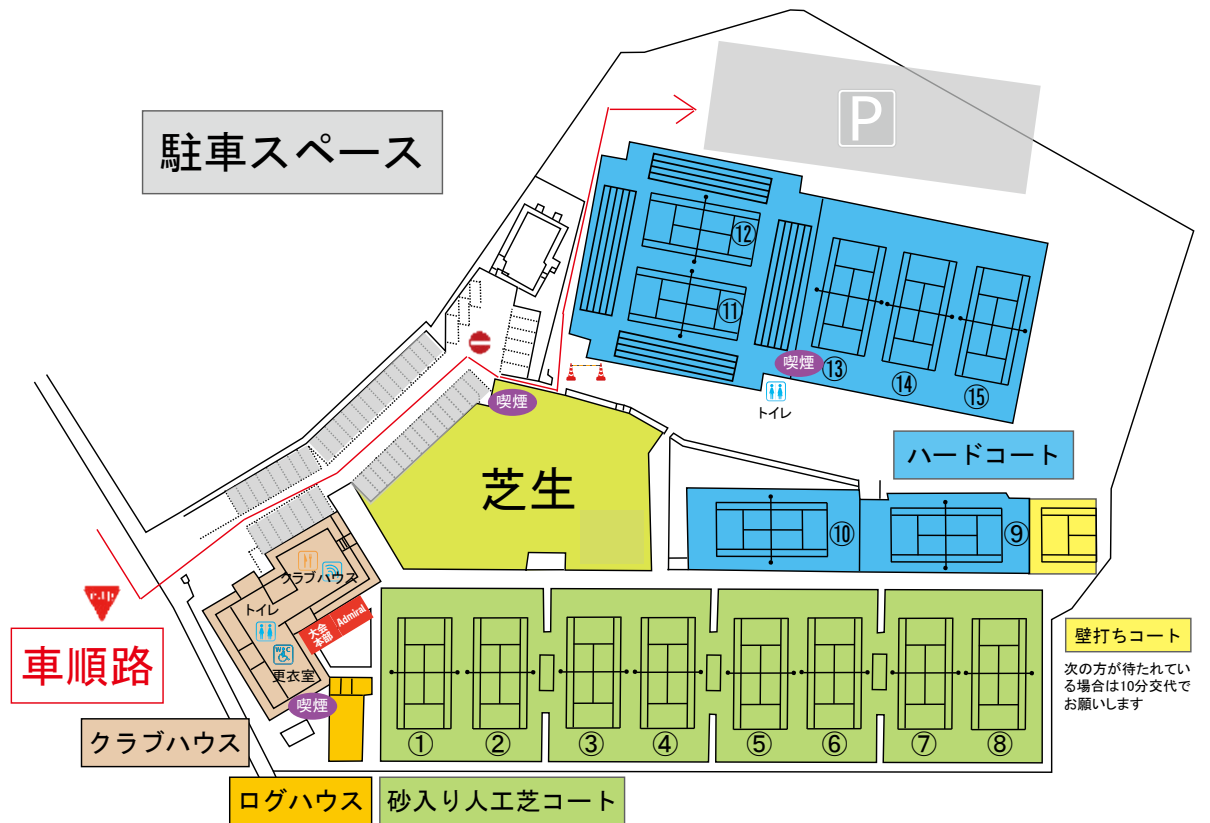 駐車スペース
P
⑫
⑪
喫煙
⑬
⑭
⑮
トイレ
喫煙
ハードコート
芝生
⑩
⑨
クラブハウス
トイレ
大会
本部
Admiral
WC
更衣室
喫煙
車順路
壁打ちコート
次の方が待たれてい
る場合は10分交代で
お願いします
①
②
③
④
⑤
⑥
⑦
⑧
クラブハウス
ログハウス
砂入り人工芝コート